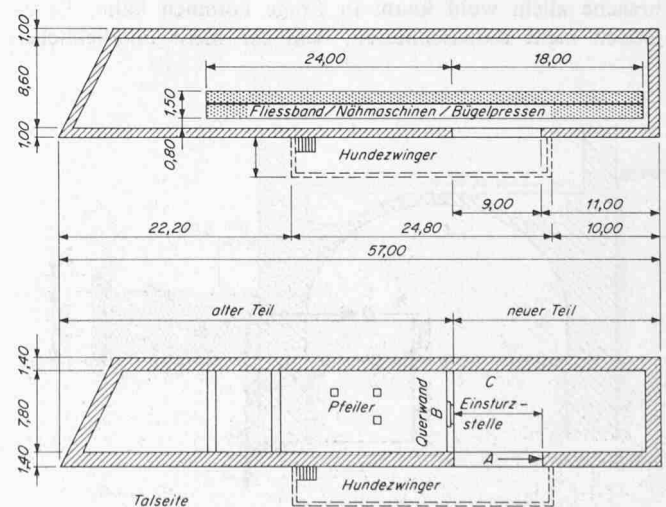 1,00
8,60
1,00
24,00
18,00
1,50
Fliessband/Nähmaschinen/Bügelpressen
0,80
Hundezwinger
9,00
11,00
22,20
24,80
10,00
57,00
alter Teil
neuer Teil
1,40
7,80
1,40
Pfeiler
Querwand
B
C
Einsturz-
stelle
A
Hundezwinger
Talseite